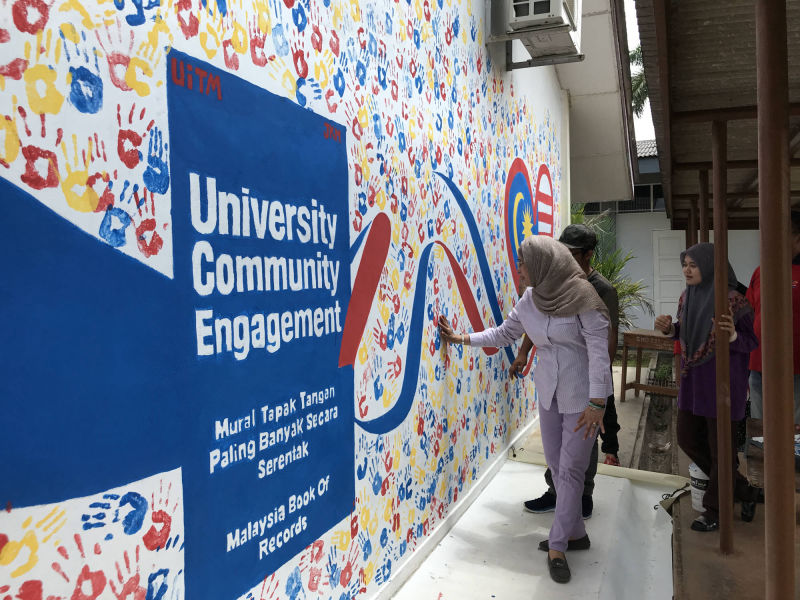 UiTM
University
Community
Engagement
Mural Tapak Tangan
Paling Banyak Secara
Serentak
Malaysia Book Of
Records